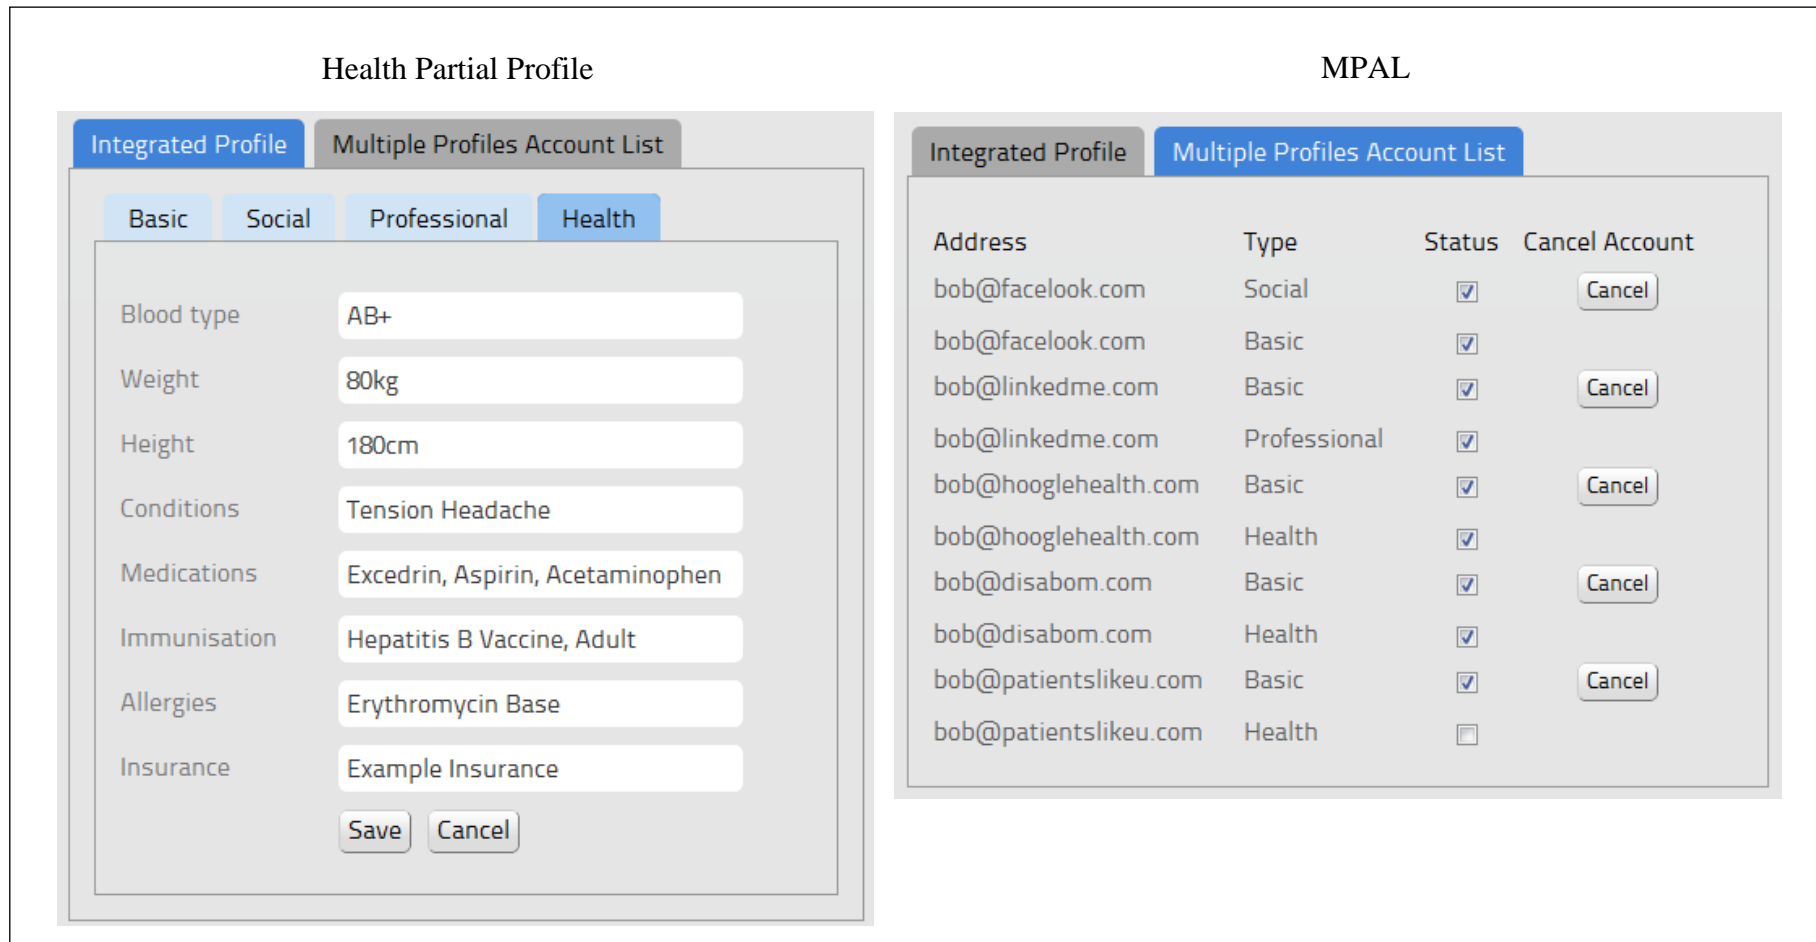 Health Partial Profile
Integrated Profile Multiple Profiles Account List
Basic Social Professional Health
Blood type AB+
Weight 80kg
Height 180cm
Conditions Tension Headache
Medications Excedrin, Aspirin, Acetaminophen
Immunisation Hepatitis B Vaccine, Adult
Allergies Erythromycin Base
Insurance Example Insurance
Save Cancel
MPAL
Integrated Profile Multiple Profiles Account List
Address Type Status Cancel Account
bob@facelook.com Social Cancel
bob@facelook.com Basic
bob@linkedme.com Basic Cancel
bob@linkedme.com Professional
bob@hooglehealth.com Basic Cancel
bob@hooglehealth.com Health
bob@disabom.com Basic Cancel
bob@disabom.com Health
bob@patientslikeu.com Basic Cancel
bob@patientslikeu.com Health